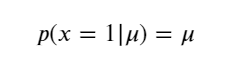 p(x = 1|μ) = μ